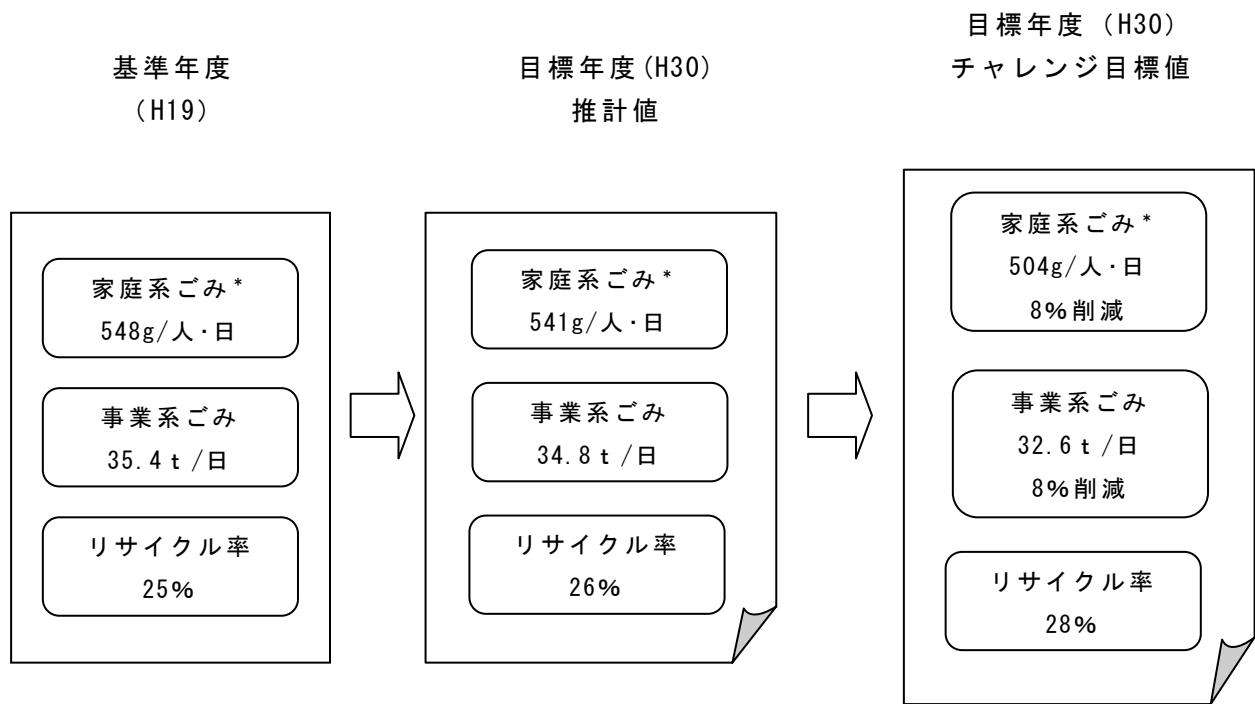 基準年度
(H19)
家庭系ごみ*
548g/人・日
事業系ごみ
35.4t/日
リサイクル率
25%
目標年度(H30)
推計値
家庭系ごみ*
541g/人・日
事業系ごみ
34.8t/日
リサイクル率
26%
目標年度(H30)
チャレンジ目標値
家庭系ごみ*
504g/人・日
8%削減
事業系ごみ
32.6t/日
8%削減
リサイクル率
28%